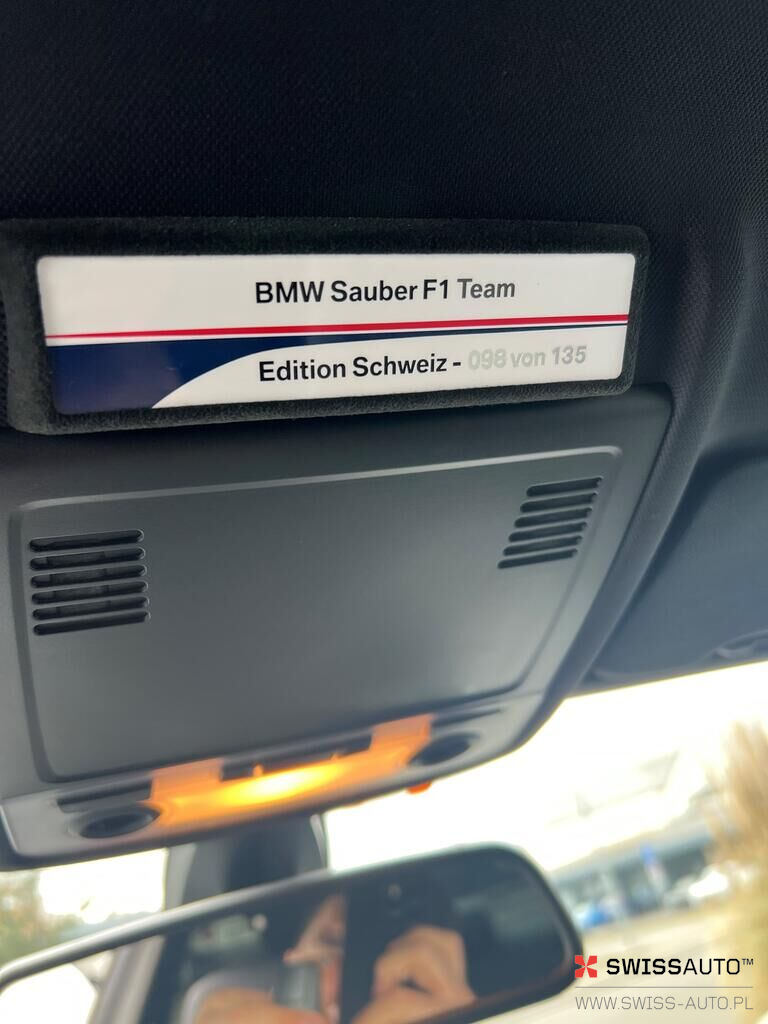 BMW Sauber F1 Team
Edition Schweiz - 098 von 135
SWISSAUTO™
WWW.SWISS-AUTO.PL